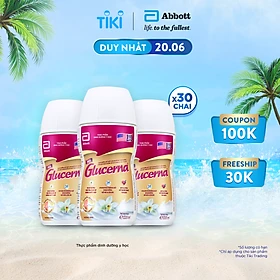 TIKI
Abbott
life. to the fullest.
DUY NHẤT 20.06
x30
CHAI
COUPON
100K
FREESHIP
30K
Abbott
Glucerna
Glucerna
Glucerna
Thực phẩm dinh dưỡng y học
*Số lượng có hạn
*Chỉ áp dụng cho sản phẩm
thuộc Tiki Trading